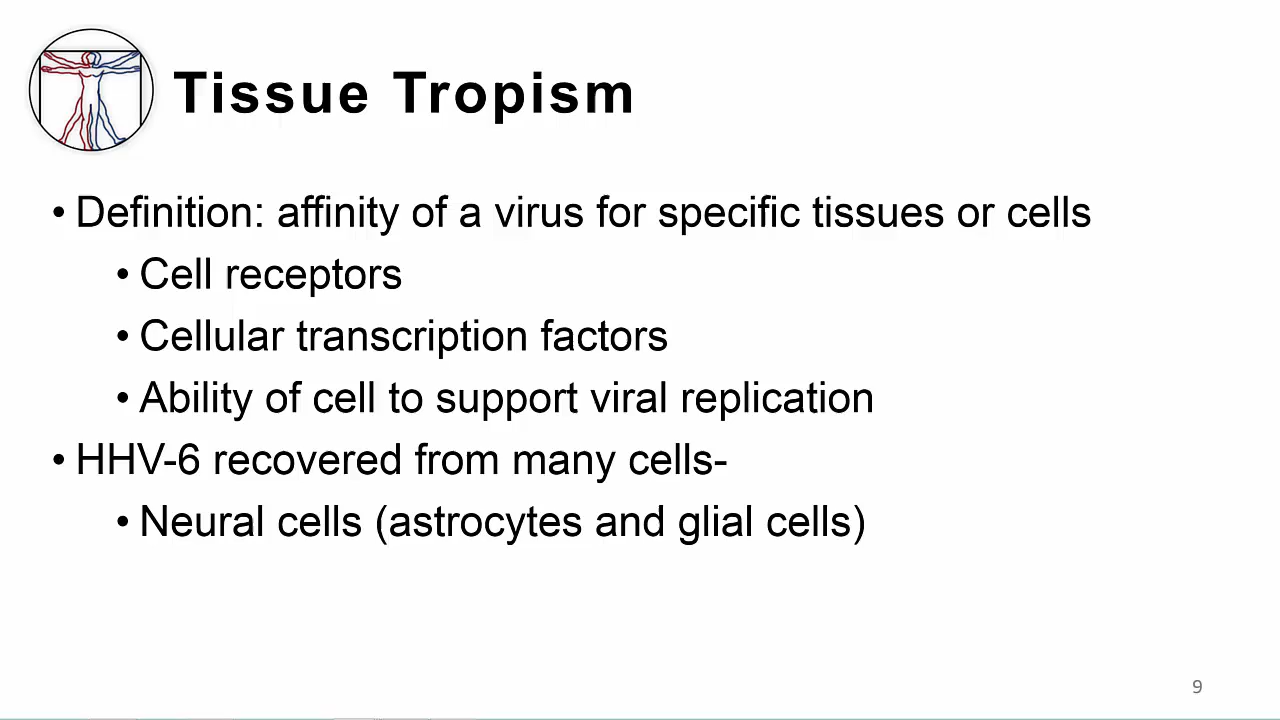 Tissue Tropism
• Definition: affinity of a virus for specific tissues or cells
• Cell receptors
• Cellular transcription factors
• Ability of cell to support viral replication
• HHV-6 recovered from many cells-
• Neural cells (astrocytes and glial cells)
9